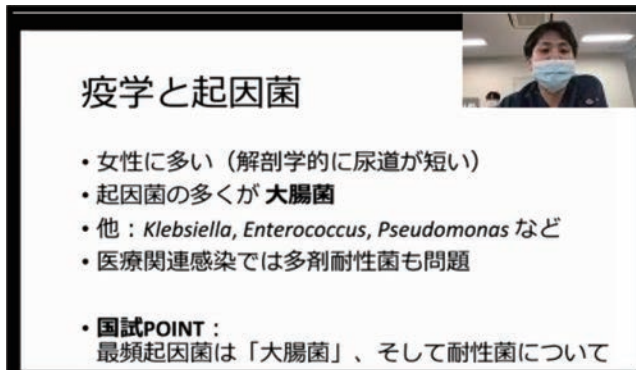 疫学と起因菌
• 女性に多い（解剖学的に尿道が短い）
• 起因菌の多くが 大腸菌
• 他：Klebsiella, Enterococcus, Pseudomonas など
• 医療関連感染では多剤耐性菌も問題
• 国試POINT：
最頻起因菌は「大腸菌」、そして耐性菌について